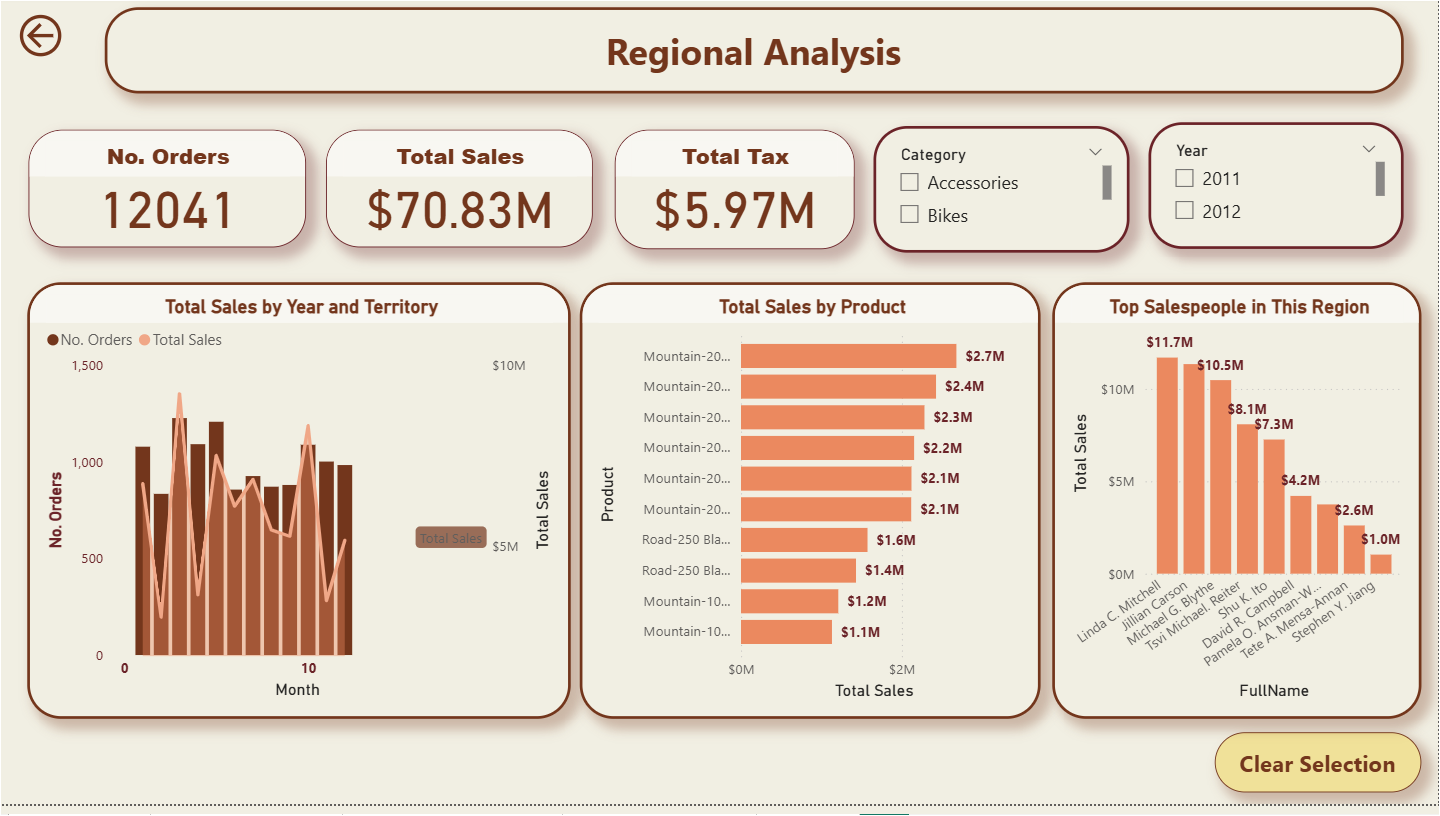 Regional Analysis
No. Orders
12041
Total Sales
$70.83M
Total Tax
$5.97M
Category
Accessories
Bikes
Year
2011
2012
Total Sales by Year and Territory
No. Orders Total Sales
1,500
1,000
500
0
$10M
$5M
No. Orders
Total Sales
Total Sales
0 10
Month
Total Sales by Product
Product
Mountain-20... $2.7M
Mountain-20... $2.4M
Mountain-20... $2.3M
Mountain-20... $2.2M
Mountain-20... $2.1M
Mountain-20... $2.1M
Road-250 Bla... $1.6M
Road-250 Bla... $1.4M
Mountain-10... $1.2M
Mountain-10... $1.1M
$0M $2M
Total Sales
Top Salespeople in This Region
Total Sales
$10M
$5M
$0M
$11.7M
$10.5M
$8.1M
$7.3M
$4.2M
$2.6M
$1.0M
Linda C. Mitchell
Jillian Carson
Michael G. Blythe
Tsvi Michael. Reiter
Shu K. Ito
David R. Campbell
Pamela O. Ansman-W...
Tete A. Mensa-Annan
Stephen Y. Jiang
FullName
Clear Selection